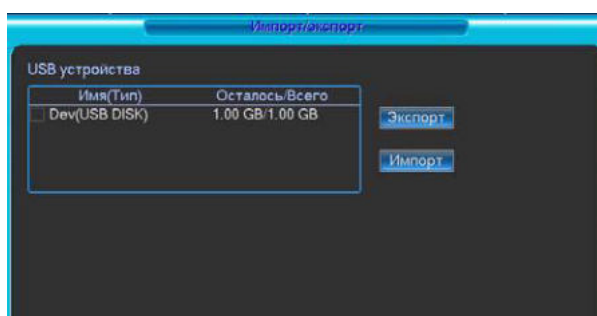 Импорт/экспорт
USB устройства
Имя(Тип) Осталось/Всего
Dev(USB DISK) 1.00 GB/1.00 GB
Экспорт
Импорт